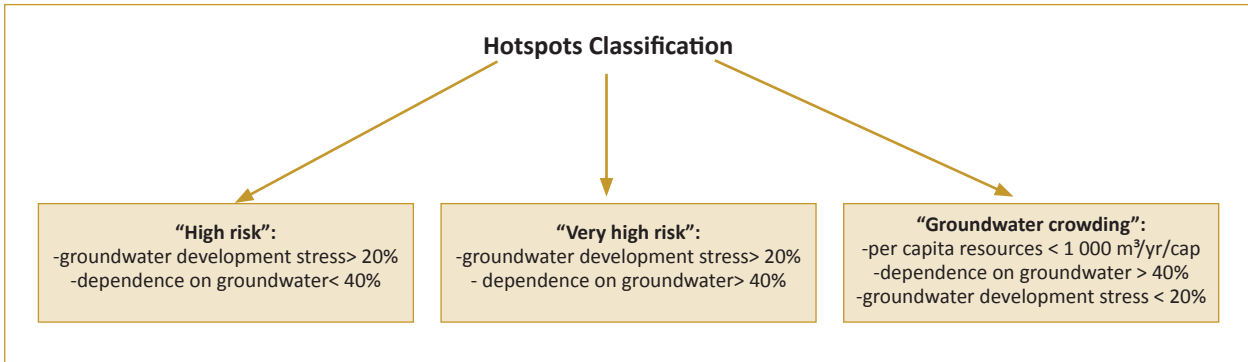 Hotspots Classification
“High risk”:
-groundwater development stress> 20%
-dependence on groundwater< 40%
“Very high risk”:
-groundwater development stress> 20%
- dependence on groundwater> 40%
“Groundwater crowding”:
-per capita resources < 1 000 m³/yr/cap
-dependence on groundwater > 40%
-groundwater development stress < 20%